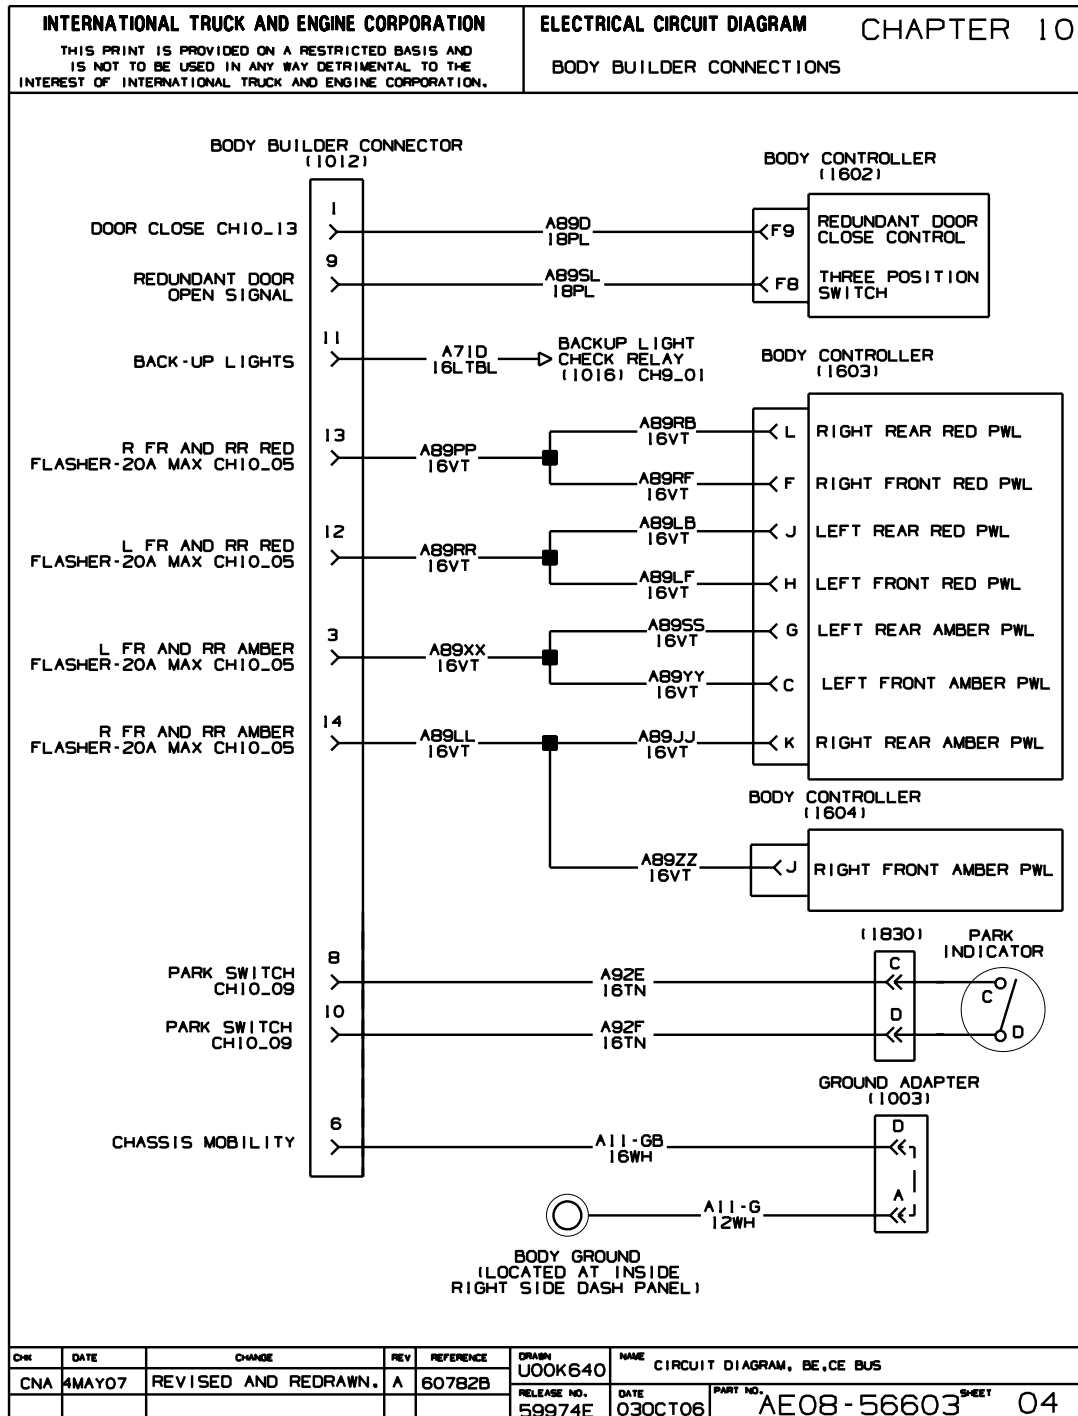 INTERNATIONAL TRUCK AND ENGINE CORPORATION
THIS PRINT IS PROVIDED ON A RESTRICTED BASIS AND
IS NOT TO BE USED IN ANY WAY DETRIMENTAL TO THE
INTEREST OF INTERNATIONAL TRUCK AND ENGINE CORPORATION.
ELECTRICAL CIRCUIT DIAGRAM
CHAPTER 10
BODY BUILDER CONNECTIONS
BODY BUILDER CONNECTOR
(1012)
BODY CONTROLLER
(1602)
DOOR CLOSE CH10_13
1
A89D
18PL
F9
REDUNDANT DOOR
CLOSE CONTROL
REDUNDANT DOOR
OPEN SIGNAL
9
A89SL
18PL
F8
THREE POSITION
SWITCH
BACK-UP LIGHTS
11
A71D
16LTBL
BACKUP LIGHT
CHECK RELAY
(1016) CH9_01
BODY CONTROLLER
(1603)
R FR AND RR RED
FLASHER-20A MAX CH10_05
13
A89PP
16VT
A89RB
16VT
L
RIGHT REAR RED PWL
A89RF
16VT
F
RIGHT FRONT RED PWL
L FR AND RR RED
FLASHER-20A MAX CH10_05
12
A89RR
16VT
A89LB
16VT
J
LEFT REAR RED PWL
A89LF
16VT
H
LEFT FRONT RED PWL
L FR AND RR AMBER
FLASHER-20A MAX CH10_05
3
A89XX
16VT
A89SS
16VT
G
LEFT REAR AMBER PWL
A89YY
16VT
C
LEFT FRONT AMBER PWL
R FR AND RR AMBER
FLASHER-20A MAX CH10_05
14
A89LL
16VT
A89JJ
16VT
K
RIGHT REAR AMBER PWL
BODY CONTROLLER
(1604)
A89ZZ
16VT
J
RIGHT FRONT AMBER PWL
(1830)
PARK
INDICATOR
PARK SWITCH
CH10_09
8
A92E
16TN
C
C
PARK SWITCH
CH10_09
10
A92F
16TN
D
D
GROUND ADAPTER
(1003)
CHASSIS MOBILITY
6
A11-GB
16WH
D
A11-G
12WH
A
BODY GROUND
(LOCATED AT INSIDE
RIGHT SIDE DASH PANEL)
CHK DATE CHANGE REV REFERENCE
CNA 4MAY07 REVISED AND REDRAWN. A 60782B
DRAWN
U00K640
NAME
CIRCUIT DIAGRAM, BE,CE BUS
RELEASE NO.
59974E
DATE
03OCT06
PART NO.
AE08-56603
SHEET
04